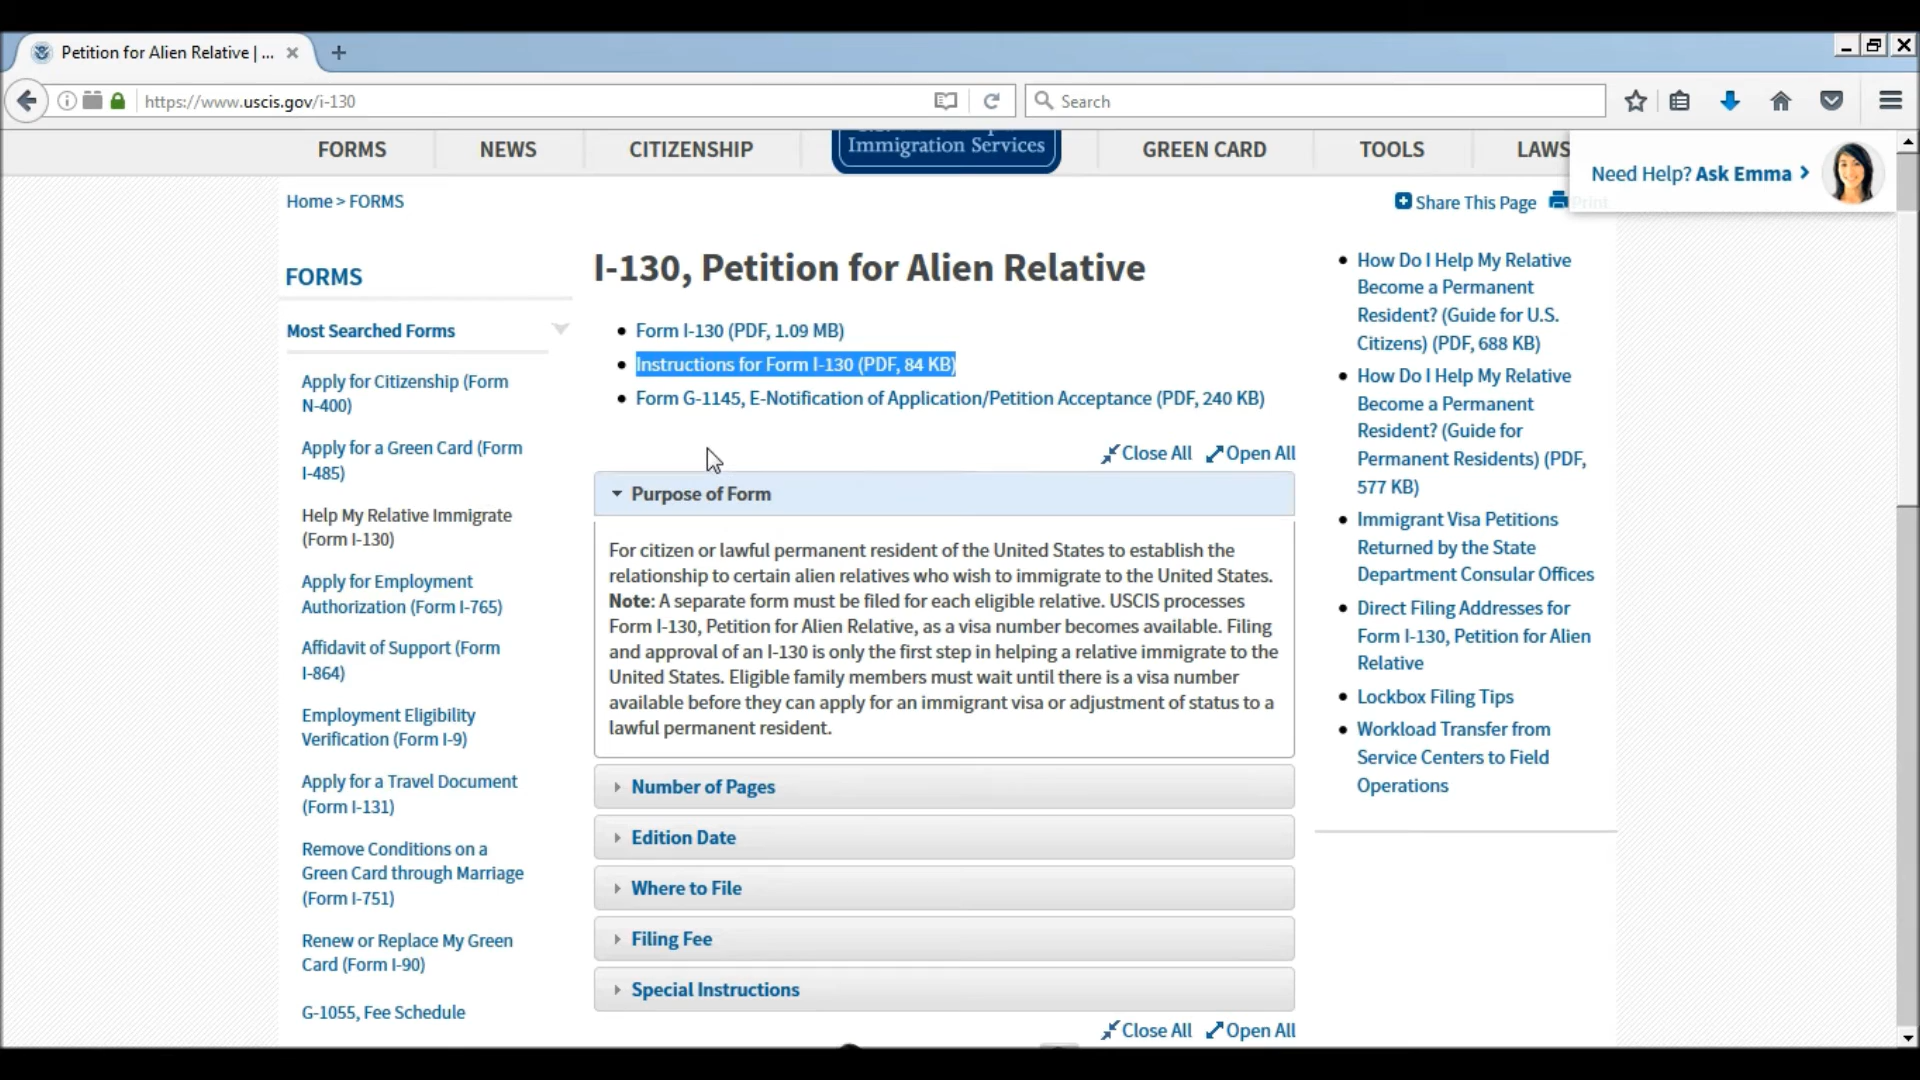 Petition for Alien Relative | ...
https://www.uscis.gov/i-130
Search
FORMS
NEWS
CITIZENSHIP
Immigration Services
GREEN CARD
TOOLS
LAWS
Need Help? Ask Emma
Home > FORMS
Share This Page
Print
FORMS
Most Searched Forms
Apply for Citizenship (Form
N-400)
Apply for a Green Card (Form
I-485)
Help My Relative Immigrate
(Form I-130)
Apply for Employment
Authorization (Form I-765)
Affidavit of Support (Form
I-864)
Employment Eligibility
Verification (Form I-9)
Apply for a Travel Document
(Form I-131)
Remove Conditions on a
Green Card through Marriage
(Form I-751)
Renew or Replace My Green
Card (Form I-90)
G-1055, Fee Schedule
I-130, Petition for Alien Relative
Form I-130 (PDF, 1.09 MB)
Instructions for Form I-130 (PDF, 84 KB)
Form G-1145, E-Notification of Application/Petition Acceptance (PDF, 240 KB)
Close All Open All
Purpose of Form
For citizen or lawful permanent resident of the United States to establish the
relationship to certain alien relatives who wish to immigrate to the United States.
Note: A separate form must be filed for each eligible relative. USCIS processes
Form I-130, Petition for Alien Relative, as a visa number becomes available. Filing
and approval of an I-130 is only the first step in helping a relative immigrate to the
United States. Eligible family members must wait until there is a visa number
available before they can apply for an immigrant visa or adjustment of status to a
lawful permanent resident.
Number of Pages
Edition Date
Where to File
Filing Fee
Special Instructions
Close All Open All
How Do I Help My Relative
Become a Permanent
Resident? (Guide for U.S.
Citizens) (PDF, 688 KB)
How Do I Help My Relative
Become a Permanent
Resident? (Guide for
Permanent Residents) (PDF,
577 KB)
Immigrant Visa Petitions
Returned by the State
Department Consular Offices
Direct Filing Addresses for
Form I-130, Petition for Alien
Relative
Lockbox Filing Tips
Workload Transfer from
Service Centers to Field
Operations